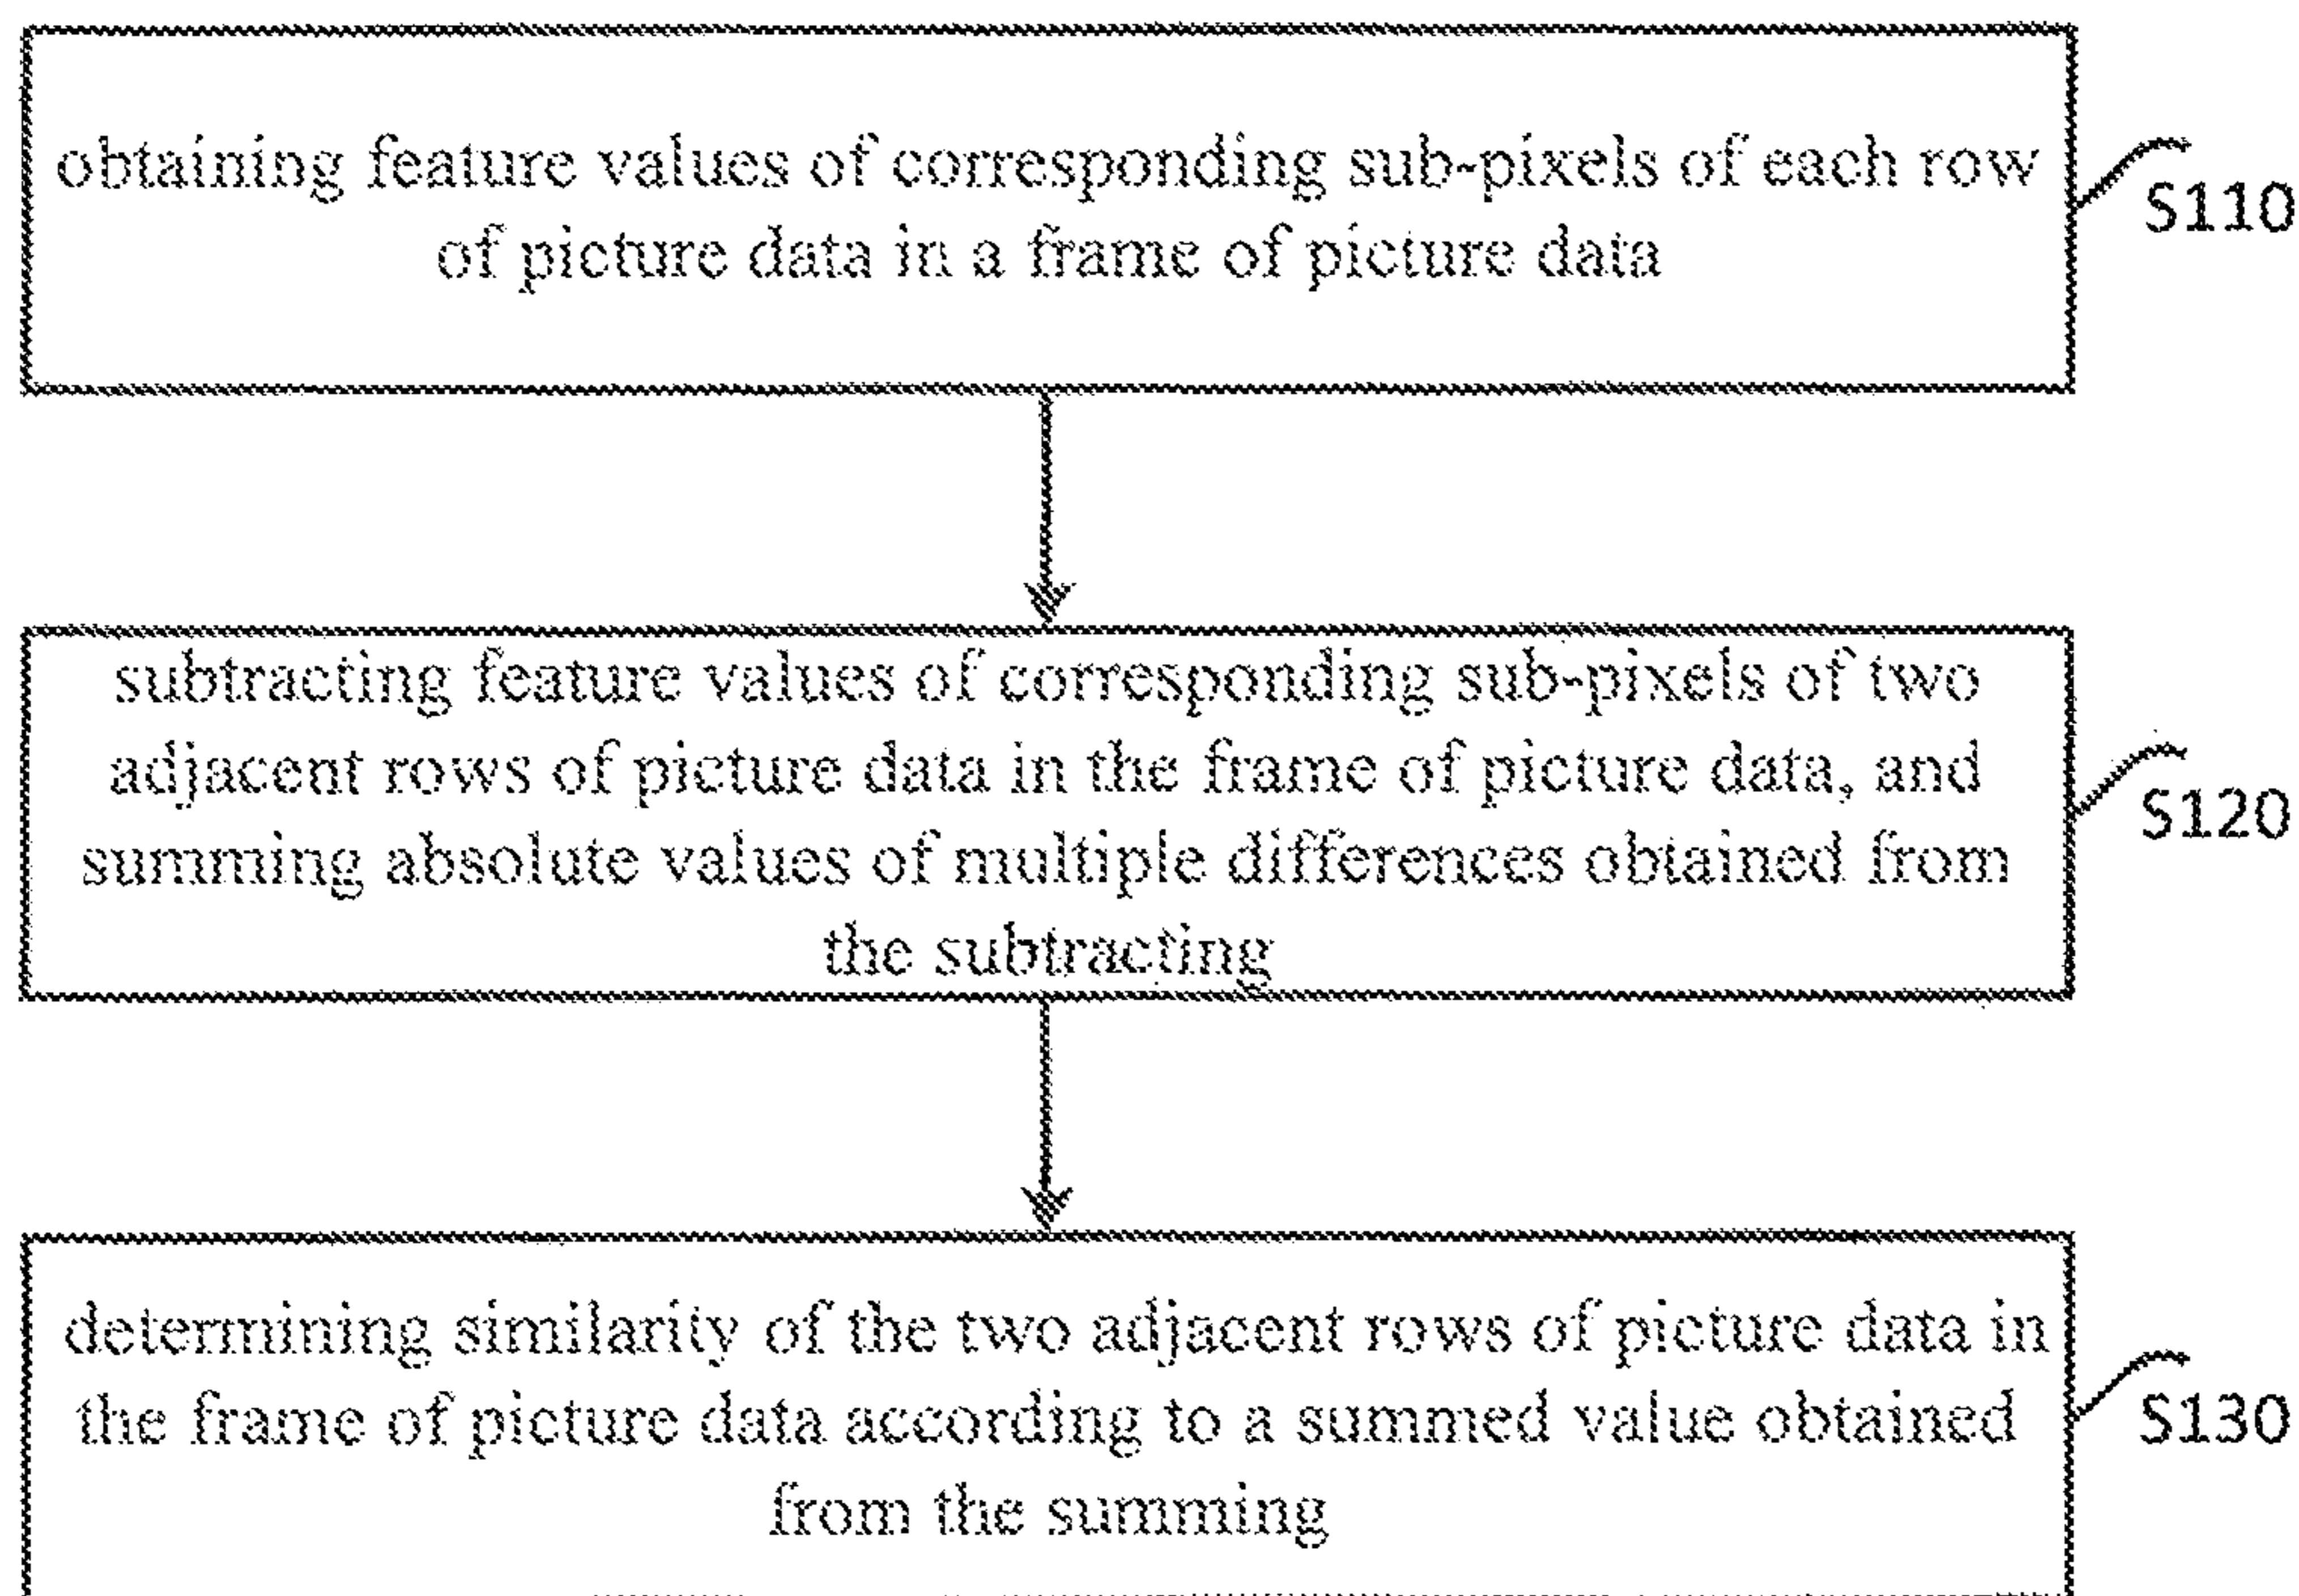 obtaining feature values of corresponding sub-pixels of each row
of picture data in a frame of picture data
S110
subtracting feature values of corresponding sub-pixels of two
adjacent rows of picture data in the frame of picture data, and
summing absolute values of multiple differences obtained from
the subtracting
S120
determining similarity of the two adjacent rows of picture data in
the frame of picture data according to a summed value obtained
from the summing
S130